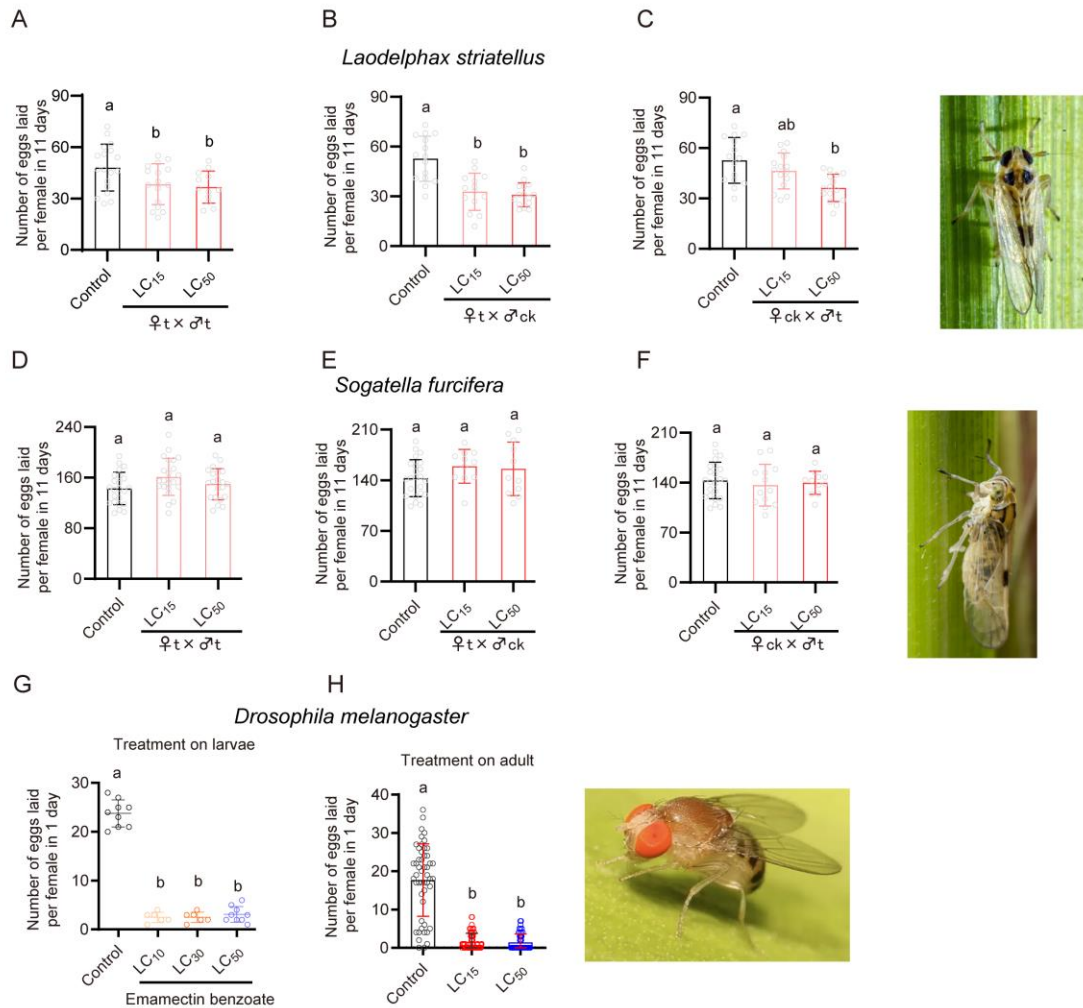 A
B
C
Laodelphax striatellus
Number of eggs laid
per female in 11 days
90
60
30
0
a
b
b
Control
LC15
LC50
♀t×♂t
Number of eggs laid
per female in 11 days
90
60
30
0
a
b
b
Control
LC15
LC50
♀t×♂ck
Number of eggs laid
per female in 11 days
90
60
30
0
a
ab
b
Control
LC15
LC50
♀ck×♂t
D
E
F
Sogatella furcifera
Number of eggs laid
per female in 11 days
240
160
80
0
a
a
a
Control
LC15
LC50
♀t×♂t
Number of eggs laid
per female in 11 days
210
140
70
0
a
a
a
Control
LC15
LC50
♀t×♂ck
Number of eggs laid
per female in 11 days
210
140
70
0
a
a
a
Control
LC15
LC50
♀ck×♂t
G
H
Drosophila melanogaster
Treatment on larvae
Number of eggs laid
per female in 1 day
30
20
10
0
a
b
b
b
Control
LC10
LC30
LC50
Emamectin benzoate
Treatment on adult
Number of eggs laid
per female in 1 day
40
30
20
10
0
a
b
b
Control
LC15
LC50